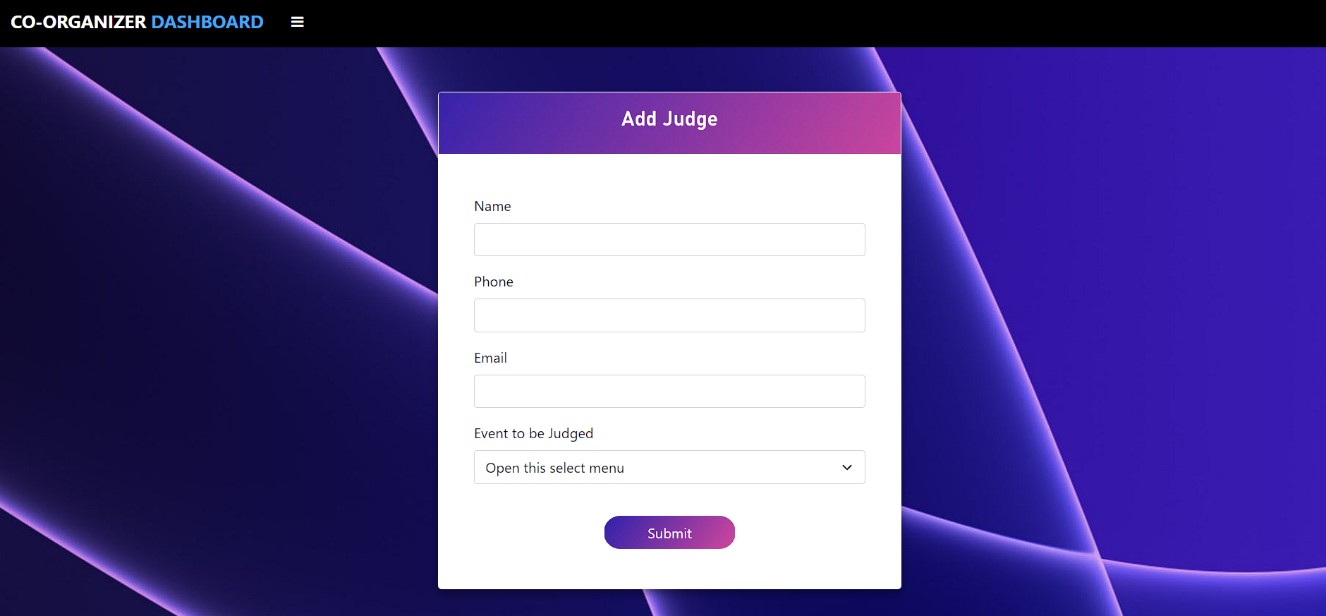 CO-ORGANIZER DASHBOARD
Add Judge
Name
Phone
Email
Event to be Judged
Open this select menu
Submit